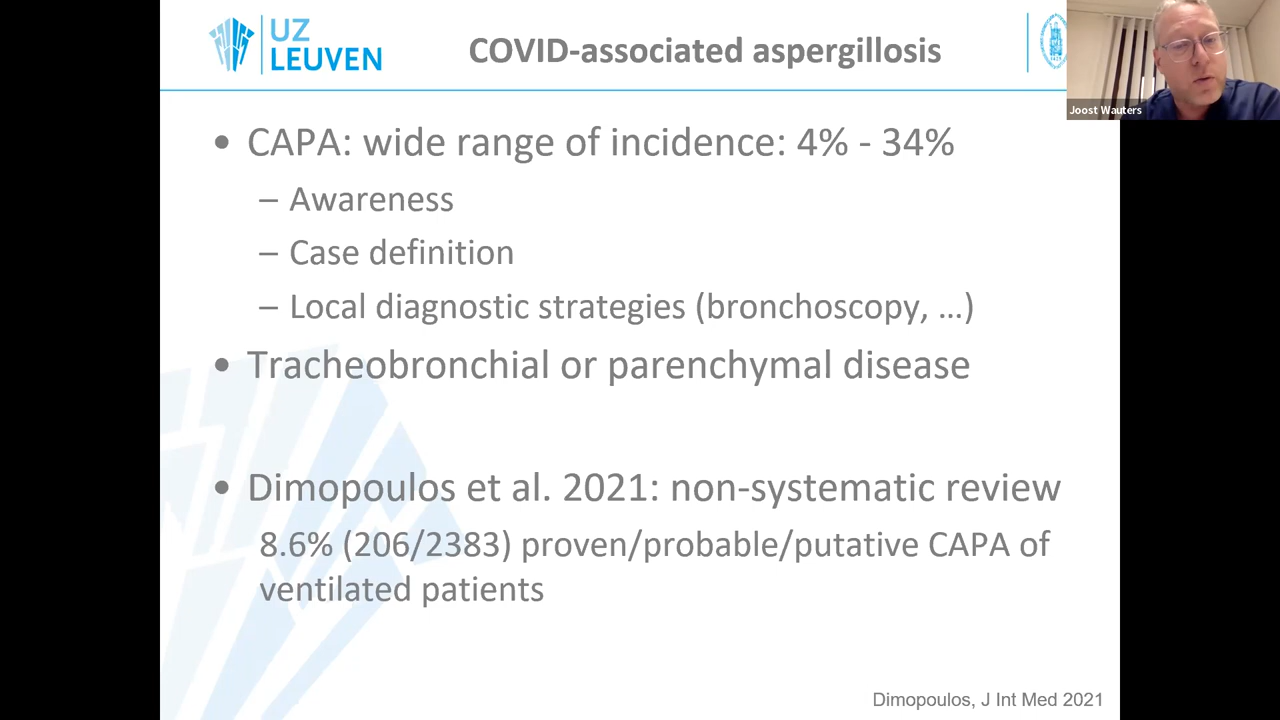 UZ
LEUVEN
COVID-associated aspergillosis
Joost Wauters
• CAPA: wide range of incidence: 4% - 34%
– Awareness
– Case definition
– Local diagnostic strategies (bronchoscopy, ...)
• Tracheobronchial or parenchymal disease
• Dimopoulos et al. 2021: non-systematic review
8.6% (206/2383) proven/probable/putative CAPA of
ventilated patients
Dimopoulos, J Int Med 2021